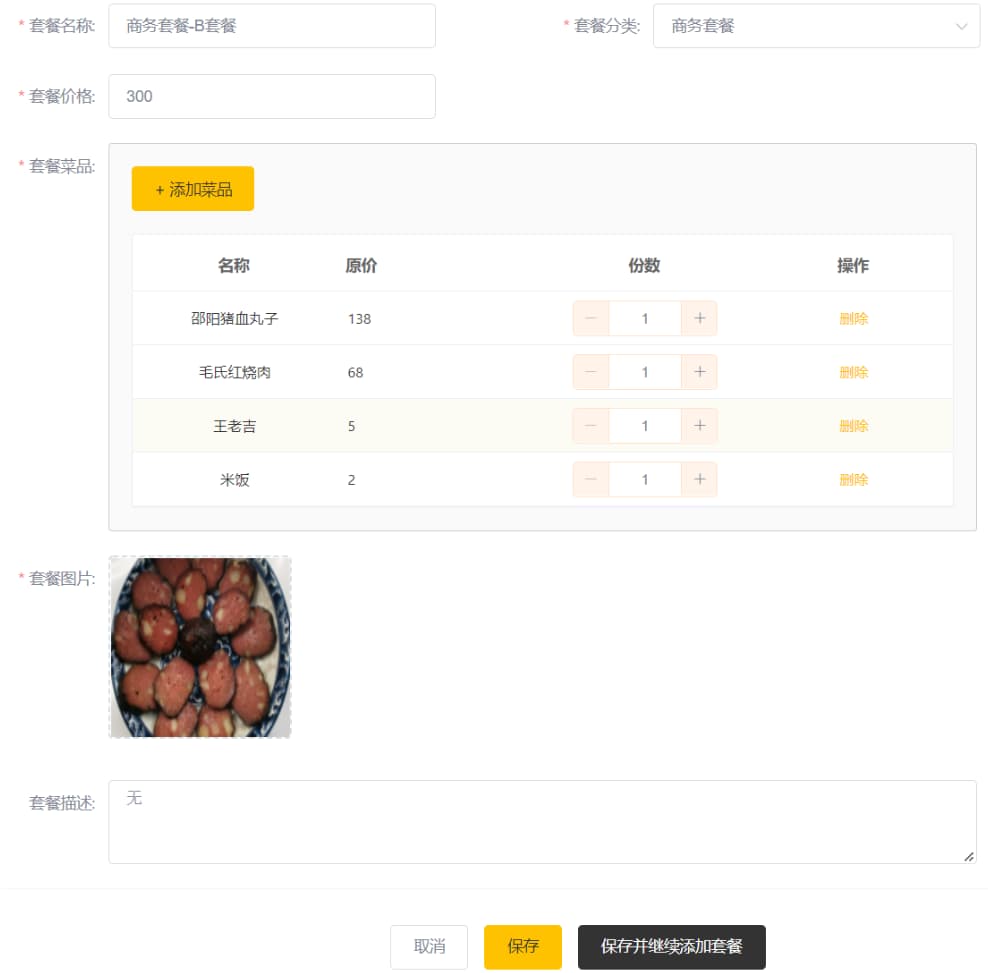 * 套餐名称: 商务套餐-B套餐 * 套餐分类: 商务套餐
* 套餐价格: 300
* 套餐菜品:
+ 添加菜品
名称 原价 份数 操作
邵阳猪血丸子 138 1 删除
毛氏红烧肉 68 1 删除
王老吉 5 1 删除
米饭 2 1 删除
* 套餐图片:
套餐描述: 无
取消 保存 保存并继续添加套餐